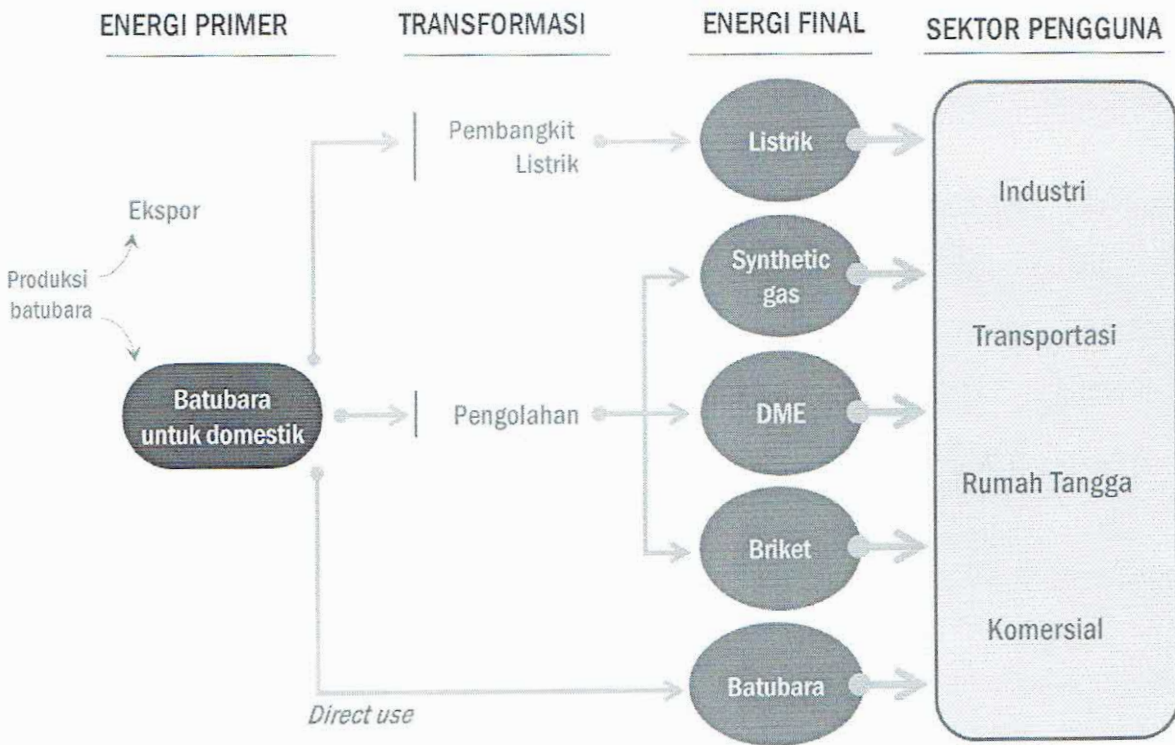 ENERGI PRIMER
TRANSFORMASI
ENERGI FINAL
SEKTOR PENGGUNA
Pembangkit
Listrik
Listrik
Industri
Ekspor
Produksi
batubara
Synthetic
gas
Transportasi
Batubara
untuk domestik
Pengolahan
DME
Rumah Tangga
Briket
Komersial
Batubara
Direct use